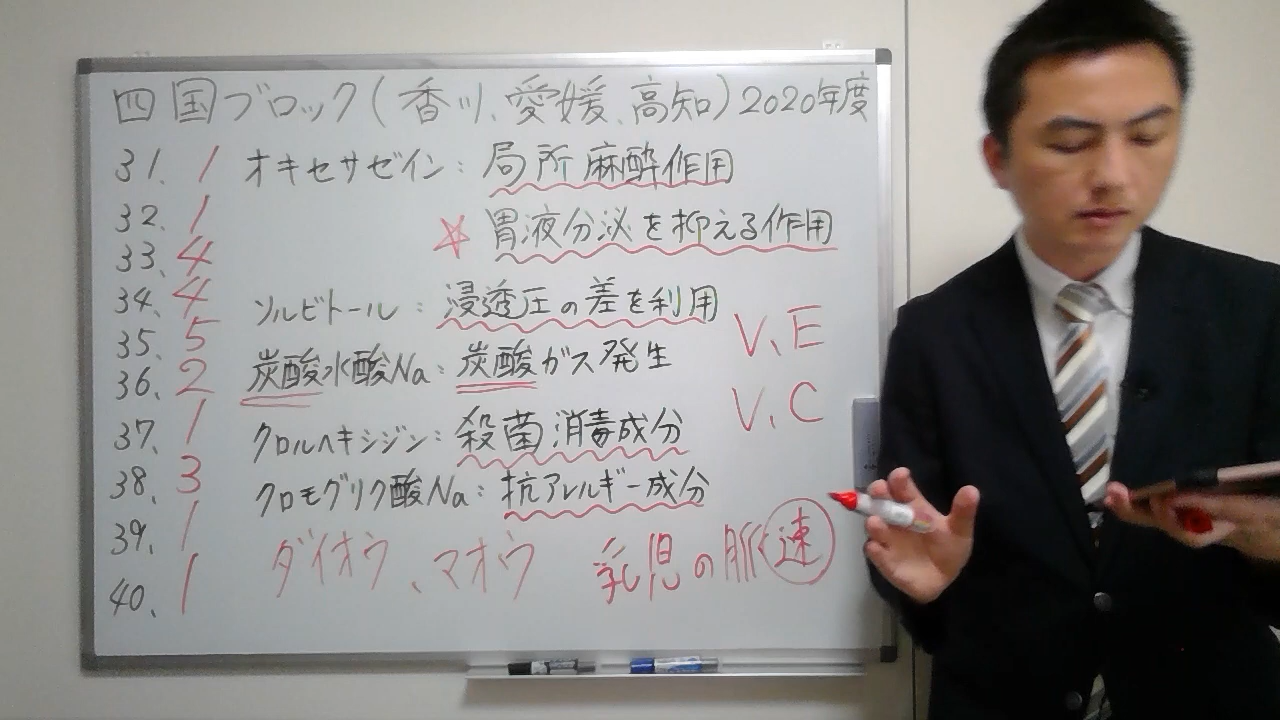 四国ブロック(香川、愛媛、高知)2020年度
31. 1 オキセサゼイン：局所麻酔作用
32. 1 ☆ 胃液分泌を抑える作用
33. 4
34. 4 ソルビトール：浸透圧の差を利用
35. 5 V.E
36. 2 炭酸水酸Na：炭酸ガス発生
V.C
37. 1 クロルヘキシジン：殺菌消毒成分
38. 3 クロモグリク酸Na：抗アレルギー成分
39. 1 ダイオウ、マオウ 乳児の脈 速
40. 1